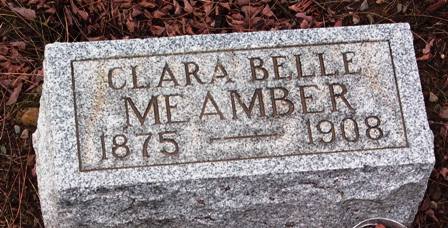 CLARA BELLE
MEAMBER
1875 — 1908